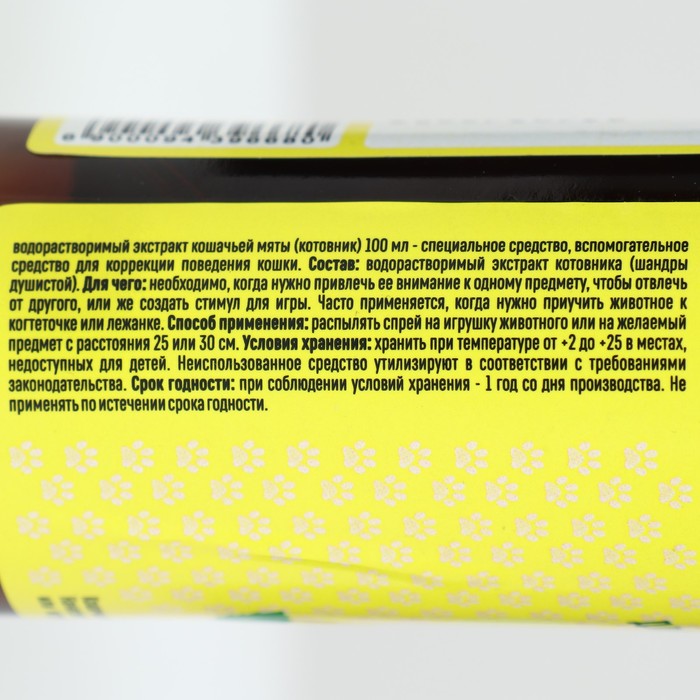 водорастворимый экстракт кошачьей мяты (котовник) 100 мл - специальное средство, вспомогательное
средство для коррекции поведения кошки. Состав: водорастворимый экстракт котовника (шандры
душистой). Для чего: необходимо, когда нужно привлечь ее внимание к одному предмету, чтобы отвлечь
от другого, или же создать стимул для игры. Часто применяется, когда нужно приучить животное к
когтеточке или лежанке. Способ применения: распылять спрей на игрушку животного или на желаемый
предмет с расстояния 25 или 30 см. Условия хранения: хранить при температуре от +2 до +25 в местах,
недоступных для детей. Неиспользованное средство утилизируют в соответствии с требованиями
законодательства. Срок годности: при соблюдении условий хранения - 1 год со дня производства. Не
применять по истечении срока годности.